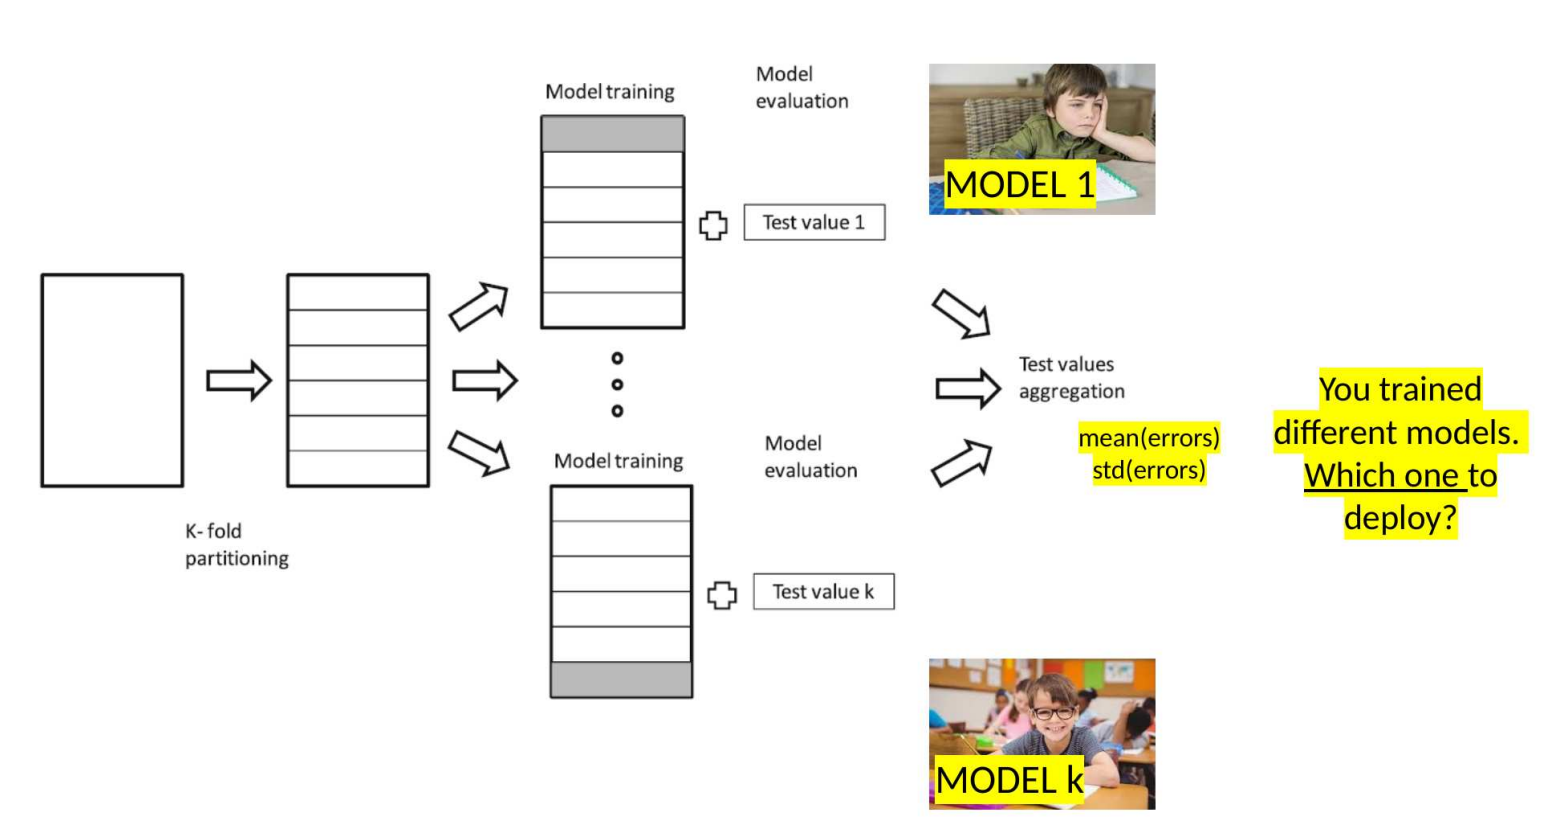 Model training
Model
evaluation
MODEL 1
Test value 1
K- fold
partitioning
Test values
aggregation
mean(errors)
std(errors)
You trained
different models.
Which one to
deploy?
Model training
Model
evaluation
Test value k
MODEL k